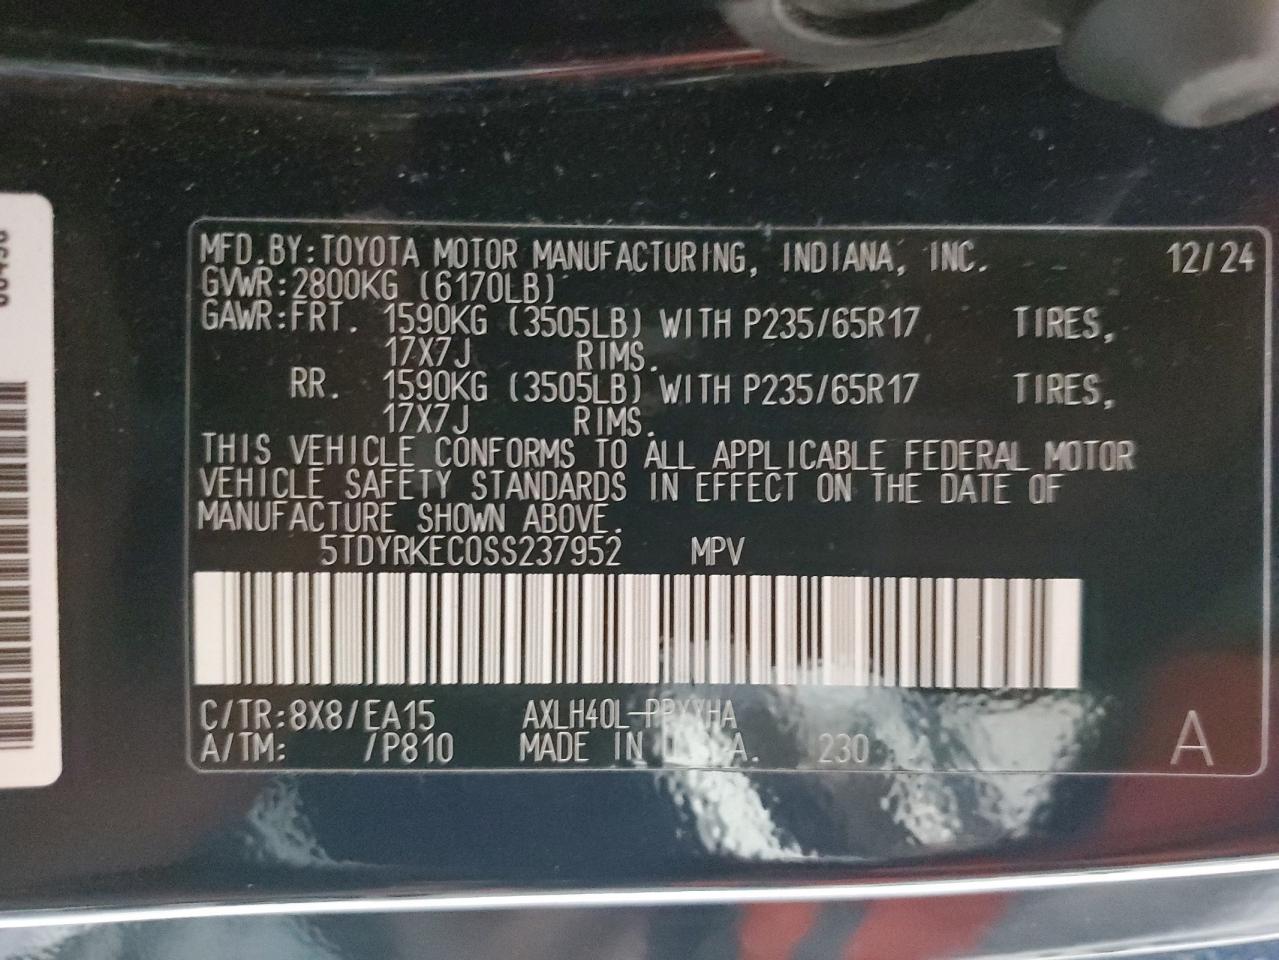 MFD.BY:TOYOTA MOTOR MANUFACTURING, INDIANA, INC. 12/24
GVWR:2800KG (6170LB)
GAWR:FRT. 1590KG (3505LB) WITH P235/65R17 TIRES,
17X7J RIMS.
RR. 1590KG (3505LB) WITH P235/65R17 TIRES,
17X7J RIMS.
THIS VEHICLE CONFORMS TO ALL APPLICABLE FEDERAL MOTOR
VEHICLE SAFETY STANDARDS IN EFFECT ON THE DATE OF
MANUFACTURE SHOWN ABOVE.
5TDYRKEC0SS237952 MPV
C/TR:8X8/EA15
A/TM: /P810 MADE IN U.S.A. 230
A